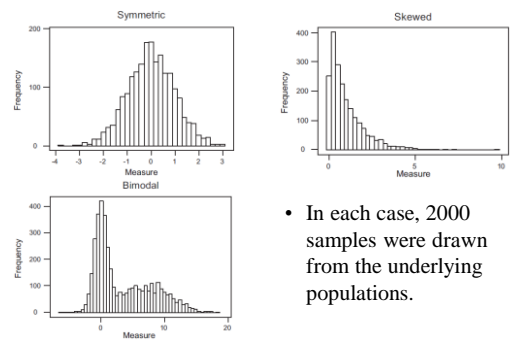 Symmetric
200
100
0
Frequency
-4 -3 -2 -1 0 1 2 3
Measure
Skewed
400
300
200
100
0
Frequency
0 5 10
Measure
Bimodal
400
300
200
100
0
Frequency
0 10 20
Measure
• In each case, 2000
samples were drawn
from the underlying
populations.